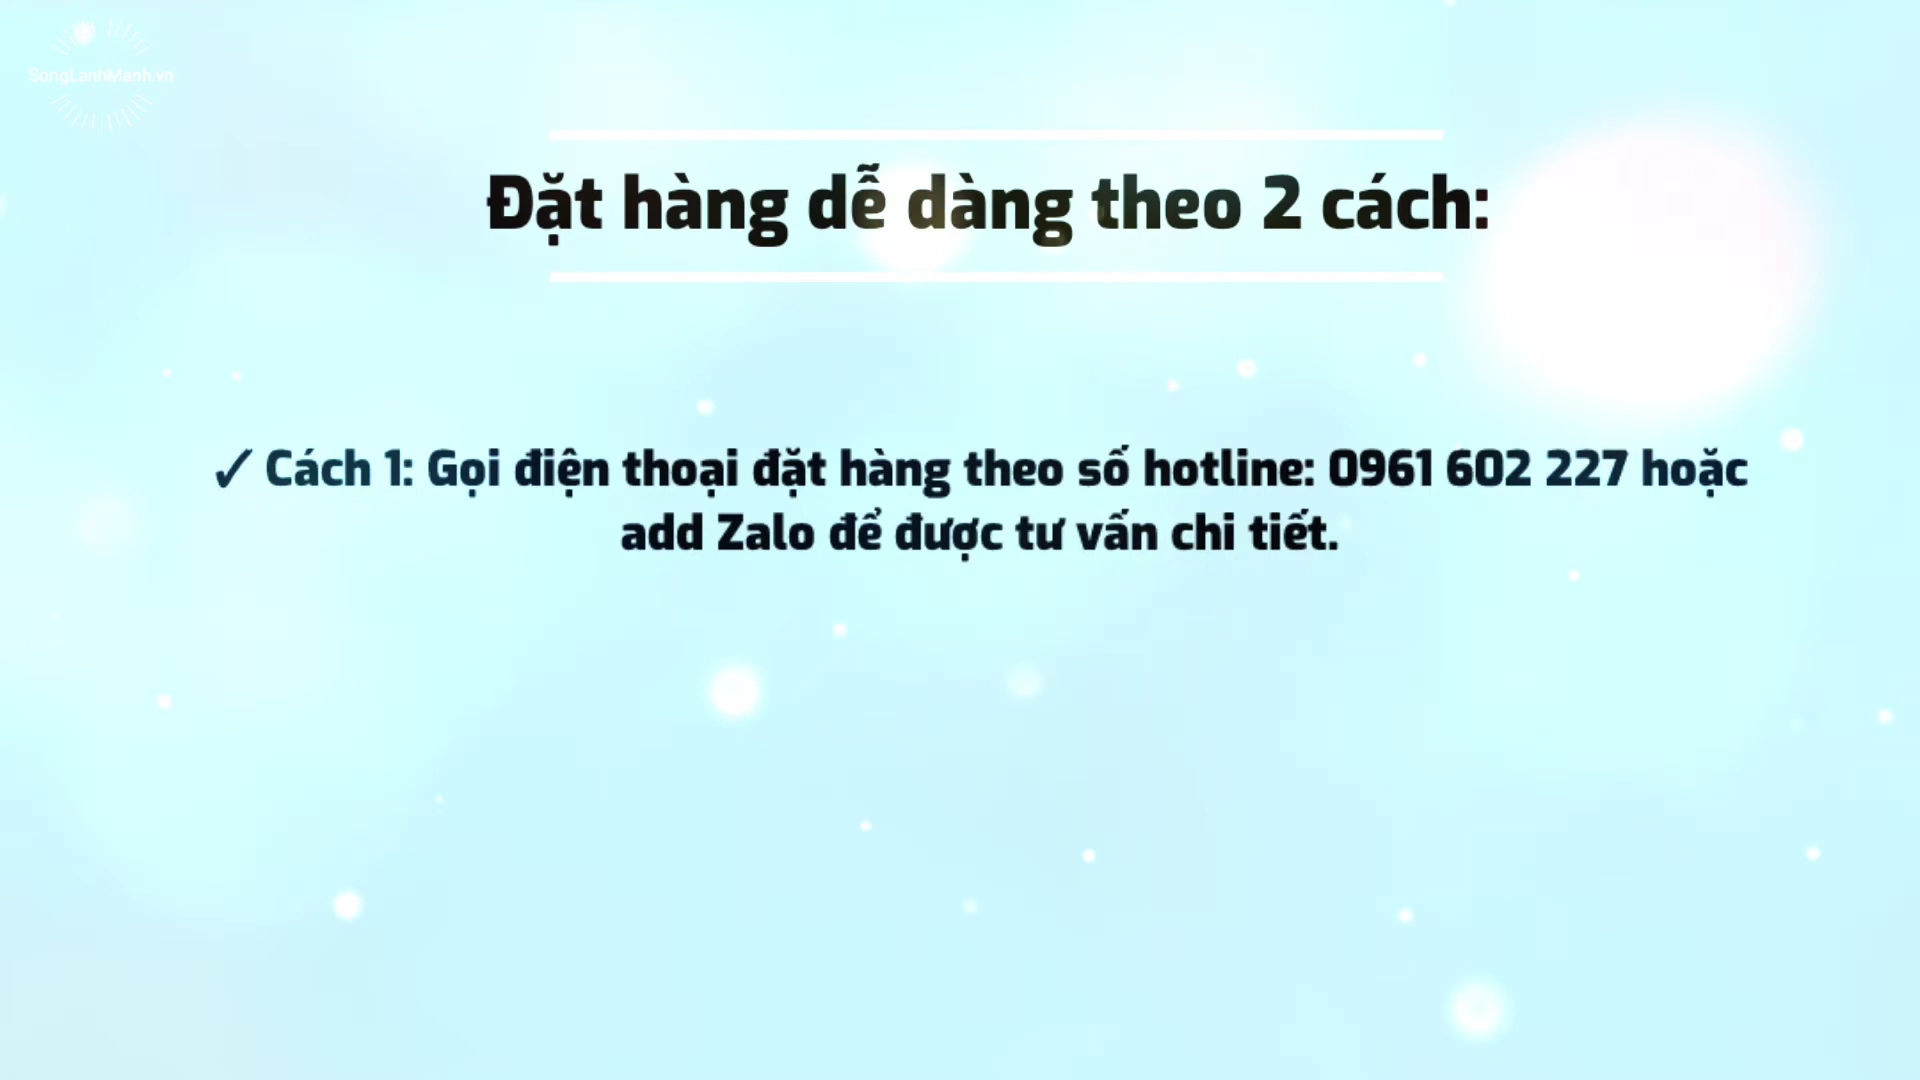 SongLanhManh.vn
Đặt hàng dễ dàng theo 2 cách:
✓ Cách 1: Gọi điện thoại đặt hàng theo số hotline: 0961 602 227 hoặc
add Zalo để được tư vấn chi tiết.